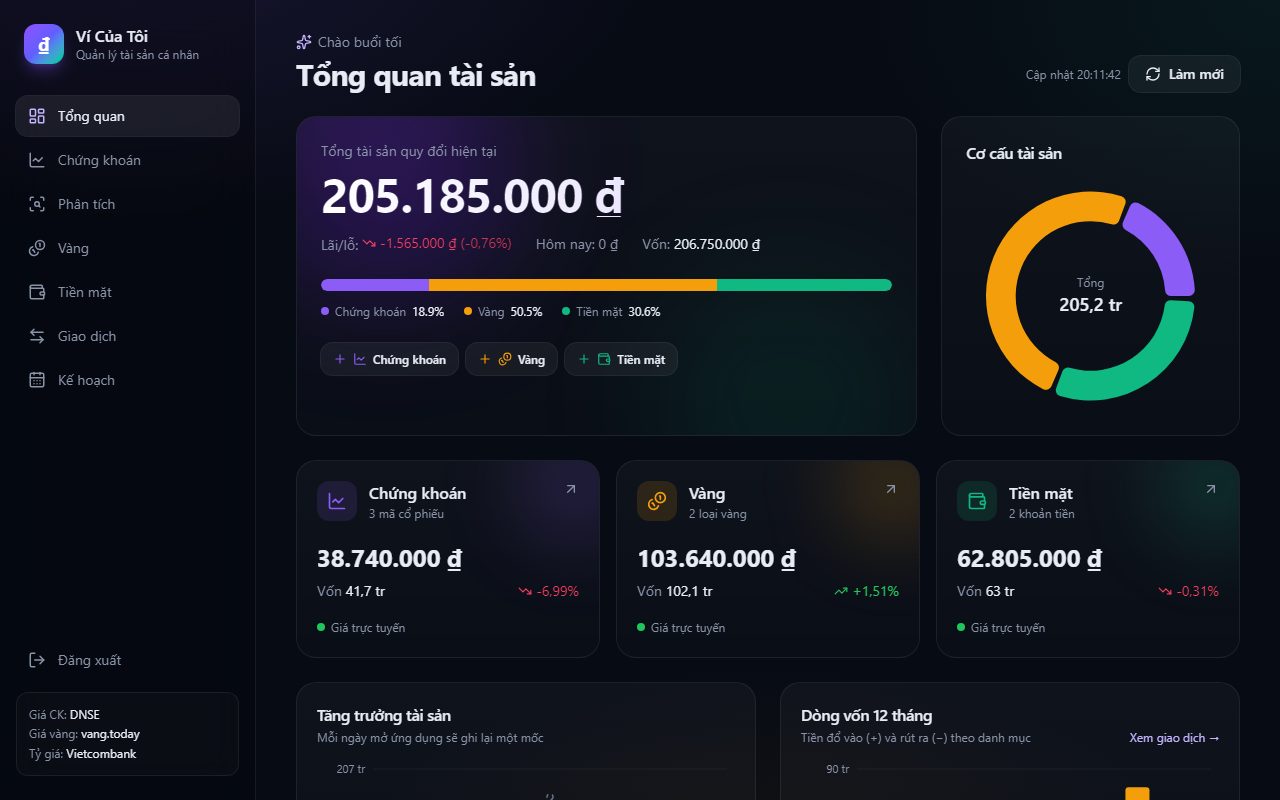 ₫
Ví Của Tôi
Quản lý tài sản cá nhân
Tổng quan
Chứng khoán
Phân tích
Vàng
Tiền mặt
Giao dịch
Kế hoạch
Đăng xuất
Giá CK: DNSE
Giá vàng: vang.today
Tỷ giá: Vietcombank
Chào buổi tối
Tổng quan tài sản
Cập nhật 20:11:42
Làm mới
Tổng tài sản quy đổi hiện tại
205.185.000 ₫
Lãi/lỗ: -1.565.000 ₫ (-0,76%) Hôm nay: 0 ₫ Vốn: 206.750.000 ₫
Chứng khoán 18.9% Vàng 50.5% Tiền mặt 30.6%
+ Chứng khoán + Vàng + Tiền mặt
Cơ cấu tài sản
Tổng
205,2 tr
Chứng khoán
3 mã cổ phiếu
38.740.000 ₫
Vốn 41,7 tr -6,99%
Giá trực tuyến
Vàng
2 loại vàng
103.640.000 ₫
Vốn 102,1 tr +1,51%
Giá trực tuyến
Tiền mặt
2 khoản tiền
62.805.000 ₫
Vốn 63 tr -0,31%
Giá trực tuyến
Tăng trưởng tài sản
Mỗi ngày mở ứng dụng sẽ ghi lại một mốc
207 tr
Dòng vốn 12 tháng
Tiền đổ vào (+) và rút ra (−) theo danh mục
Xem giao dịch →
90 tr